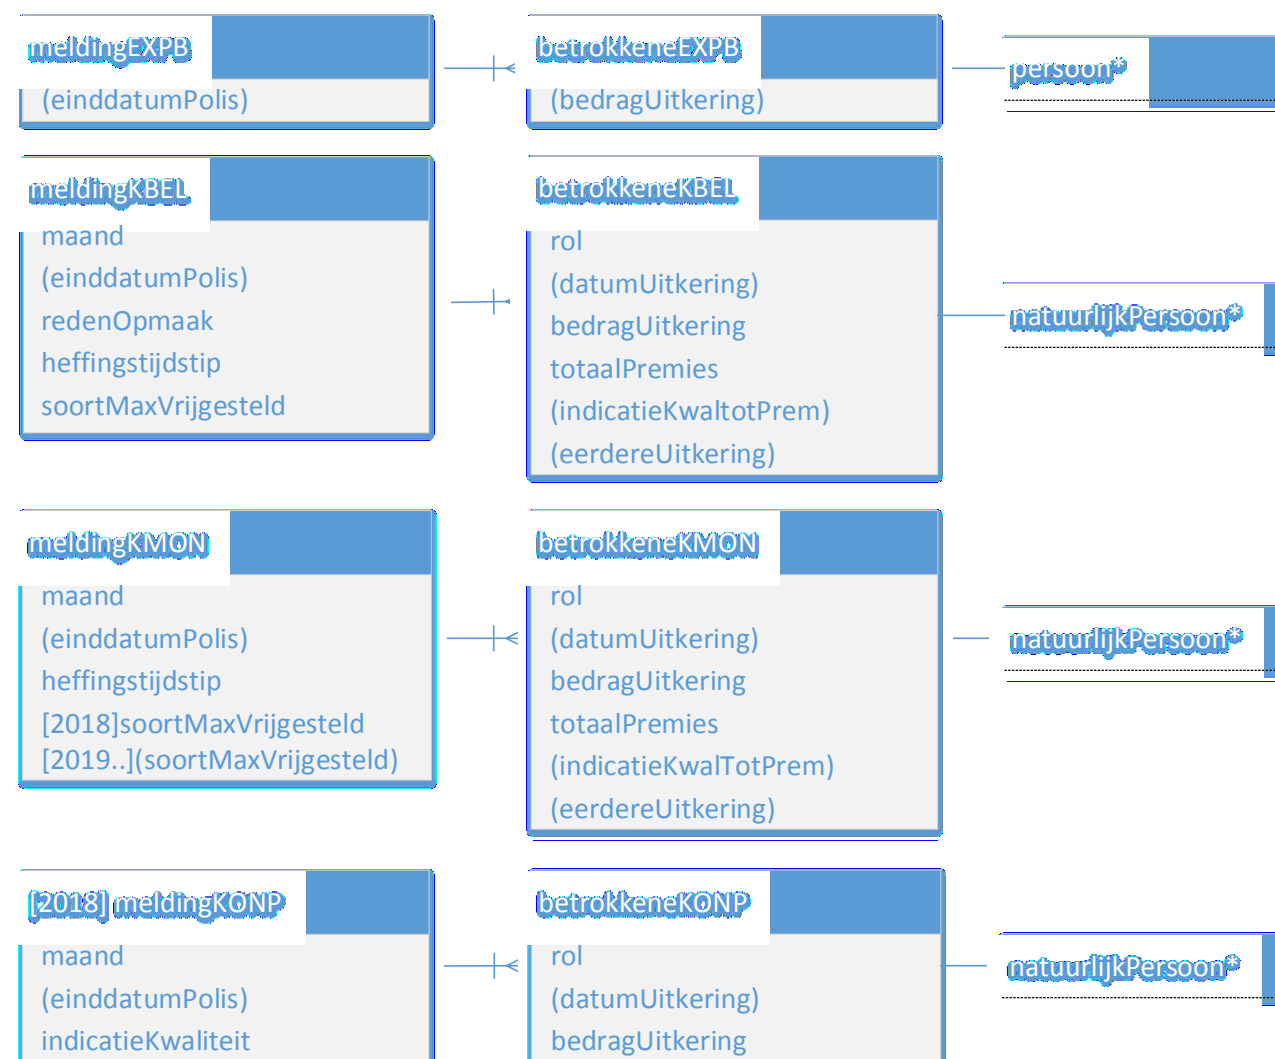 meldingEXPB
(einddatumPolis)
betrokkeneEXPB
(bedragUitkering)
persoon*
meldingKBEL
maand
(einddatumPolis)
redenOpmaak
heffingstijdstip
soortMaxVrijgesteld
betrokkeneKBEL
rol
(datumUitkering)
bedragUitkering
totaalPremies
(indicatieKwaltotPrem)
(eerdereUitkering)
natuurlijkPersoon*
meldingKMON
maand
(einddatumPolis)
heffingstijdstip
[2018]soortMaxVrijgesteld
[2019..](soortMaxVrijgesteld)
betrokkeneKMON
rol
(datumUitkering)
bedragUitkering
totaalPremies
(indicatieKwalTotPrem)
(eerdereUitkering)
natuurlijkPersoon*
[2018] meldingKONP
maand
(einddatumPolis)
indicatieKwaliteit
betrokkeneKONP
rol
(datumUitkering)
bedragUitkering
natuurlijkPersoon*